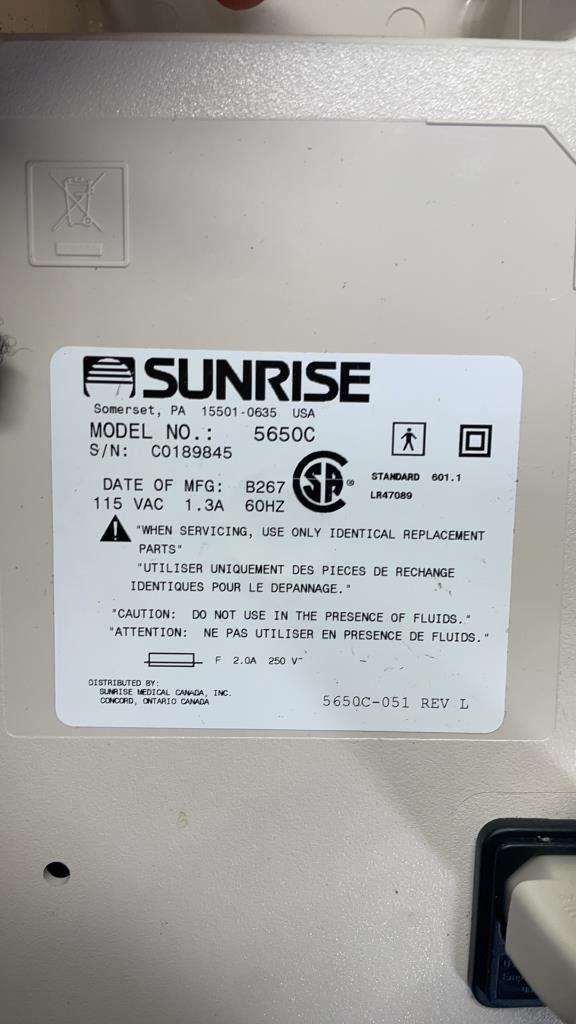 SUNRISE
Somerset, PA 15501-0635 USA
MODEL NO.: 5650C
S/N: C0189845
DATE OF MFG: B267
115 VAC 1.3A 60HZ
SA ®
STANDARD 601.1
LR47089
"WHEN SERVICING, USE ONLY IDENTICAL REPLACEMENT
PARTS"
"UTILISER UNIQUEMENT DES PIECES DE RECHANGE
IDENTIQUES POUR LE DEPANNAGE."
"CAUTION: DO NOT USE IN THE PRESENCE OF FLUIDS."
"ATTENTION: NE PAS UTILISER EN PRESENCE DE FLUIDS."
F 2.0A 250 V~
DISTRIBUTED BY:
SUNRISE MEDICAL CANADA, INC.
CONCORD, ONTARIO CANADA
5650C-051 REV L